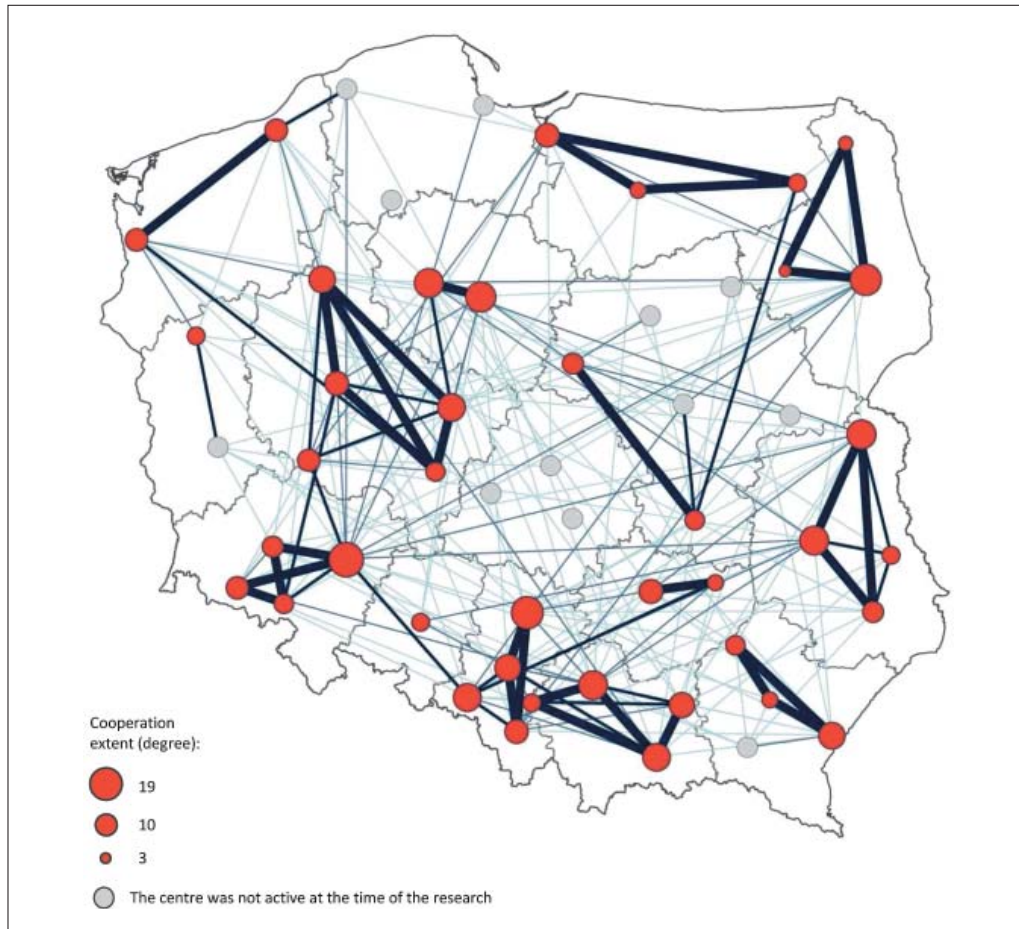 Cooperation
extent (degree):
19
10
3
The centre was not active at the time of the research